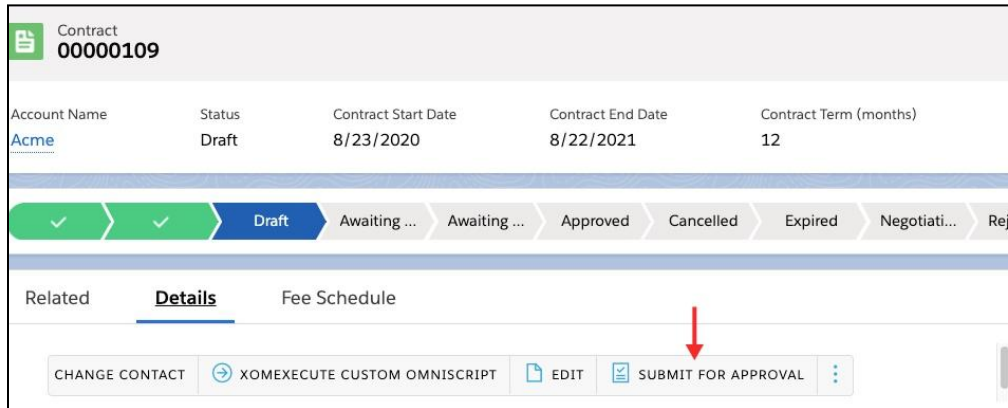 Contract
00000109
Account Name Status Contract Start Date Contract End Date Contract Term (months)
Acme Draft 8/23/2020 8/22/2021 12
Draft Awaiting ... Awaiting ... Approved Cancelled Expired Negotiati... Rej
Related Details Fee Schedule
CHANGE CONTACT XOMEXECUTE CUSTOM OMNISCRIPT EDIT SUBMIT FOR APPROVAL